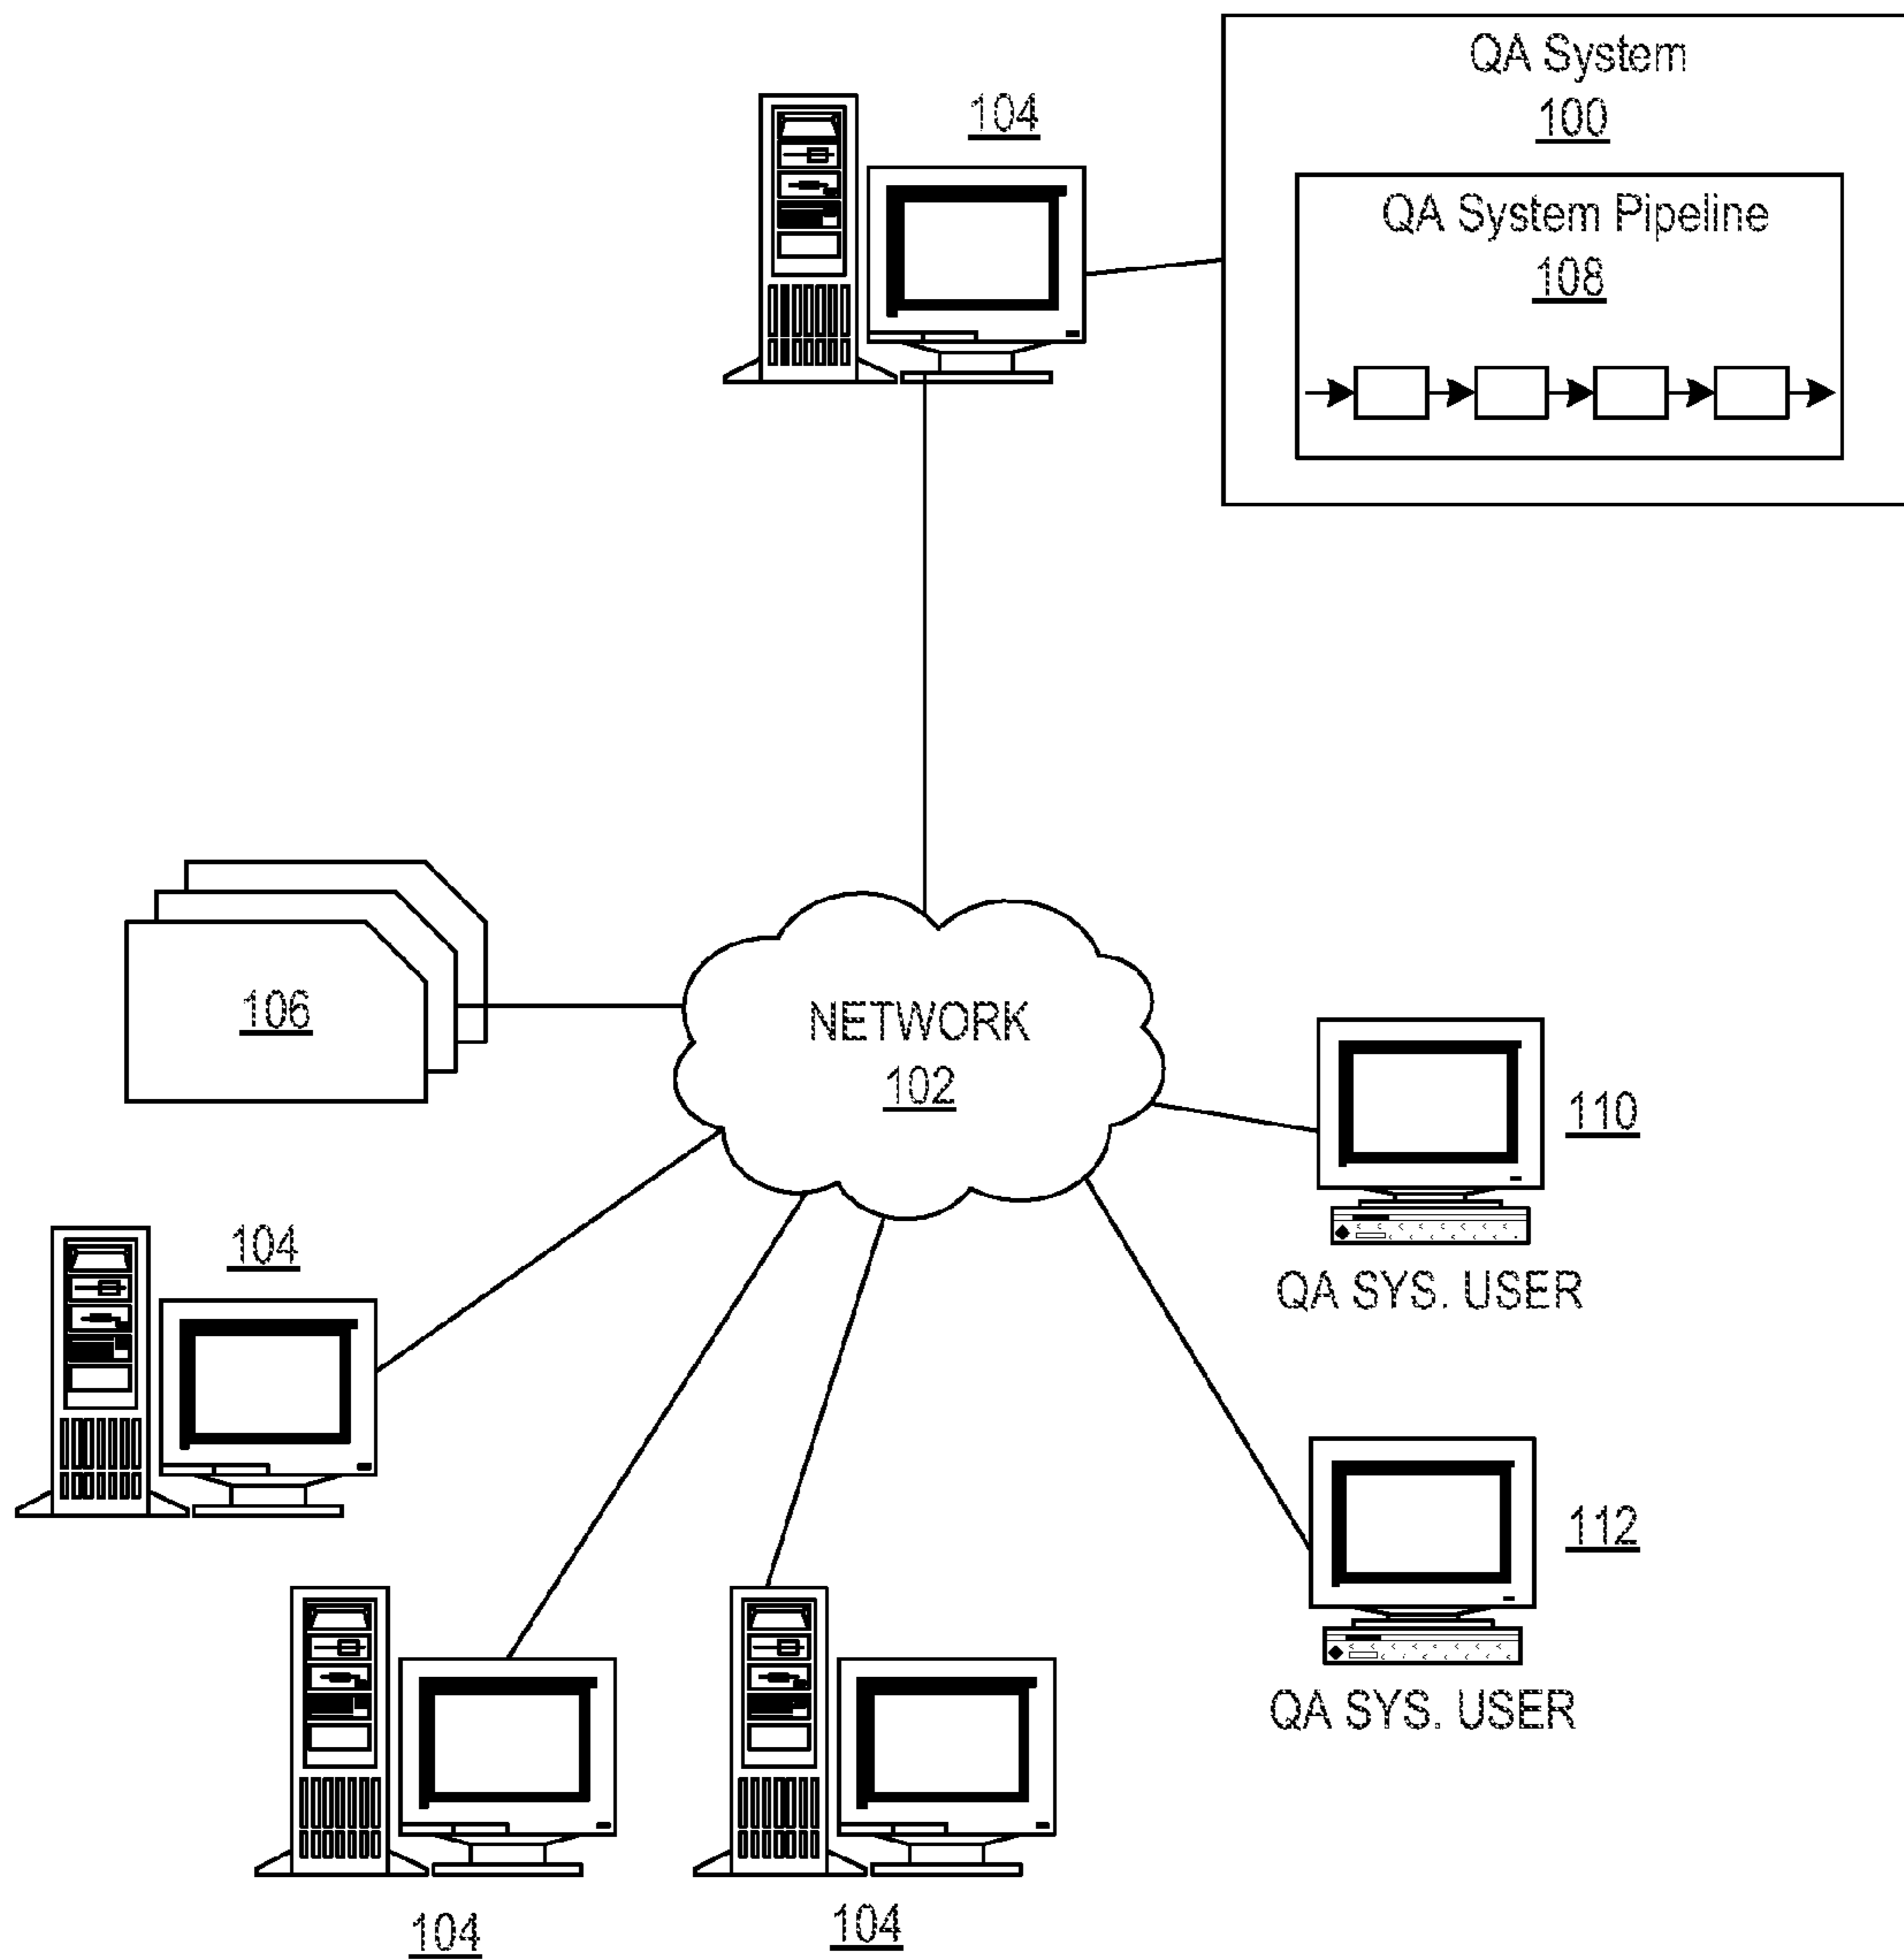 QA System
100
104
QA System Pipeline
108
106
NETWORK
102
110
104
QA SYS. USER
112
QA SYS. USER
104
104